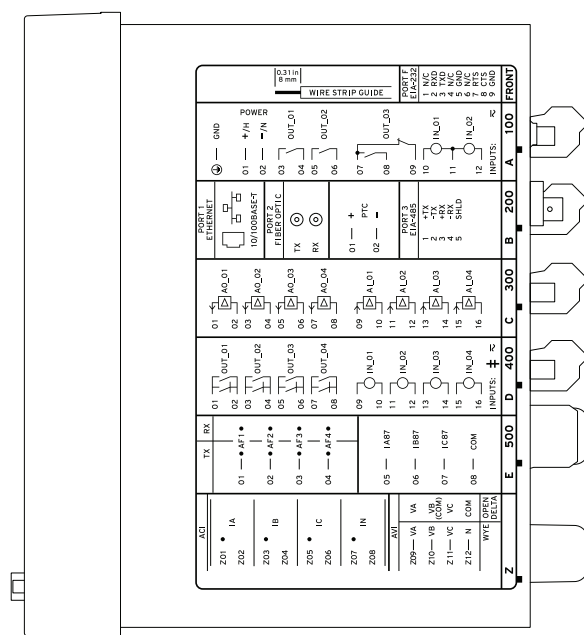 0.31 in
8 mm
WIRE STRIP GUIDE
PORT F
EIA-232
1 N/C
2 RXD
3 TXD
4 N/C
5 GND
6 N/C
7 RTS
8 CTS
9 GND
FRONT
GND
POWER
01 +/H
02 −/N
OUT_01
03
04
OUT_02
05
06
OUT_03
07
08
09
IN_01
10
11
IN_02
12
INPUTS:
A 100
PORT 1
ETHERNET
10/100BASE-T
PORT 2
FIBER OPTIC
TX
RX
01 +
PTC
02 −
PORT 3
EIA-485
1 +TX
2 -TX
3 +RX
4 -RX
5 SHLD
B 200
01
02 AO_01
03
04 AO_02
05
06 AO_03
07
08 AO_04
09
10 AI_01
11
12 AI_02
13
14 AI_03
15
16 AI_04
C 300
01
02 OUT_01
03
04 OUT_02
05
06 OUT_03
07
08 OUT_04
09
10 IN_01
11
12 IN_02
13
14 IN_03
15
16 IN_04
INPUTS:
D 400
TX RX
01 AF1
02 AF2
03 AF3
04 AF4
05 IA87
06 IB87
07 IC87
08 COM
E 500
ACI
Z01
Z02 IA
Z03
Z04 IB
Z05
Z06 IC
Z07
Z08 IN
AVI
Z09 VA VA
Z10 VB VB
(COM)
Z11 VC VC
Z12 N COM
WYE OPEN
DELTA
Z